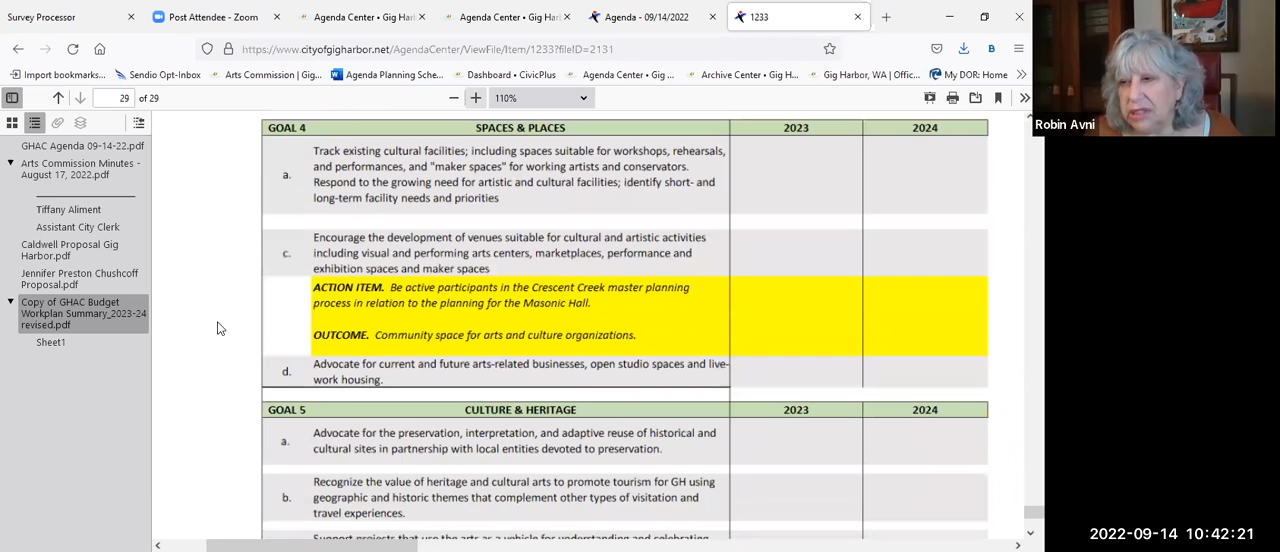 Survey Processor
Post Attendee - Zoom
Agenda Center • Gig Har
Agenda Center • Gig Har
Agenda - 09/14/2022
1233
https://www.cityofgigharbor.net/AgendaCenter/ViewFile/Item/1233?fileID=2131
Import bookmarks...
Sendio Opt-Inbox
Arts Commission | Gig...
Agenda Planning Sche...
Dashboard • CivicPlus
Agenda Center • Gig ...
Archive Center • Gig H...
Gig Harbor, WA | Offic...
My DOR: Home
29 of 29
110%
GHAC Agenda 09-14-22.pdf
Arts Commission Minutes -
August 17, 2022.pdf
Tiffany Aliment
Assistant City Clerk
Caldwell Proposal Gig
Harbor.pdf
Jennifer Preston Chushcoff
Proposal.pdf
Copy of GHAC Budget
Workplan Summary_2023-24
revised.pdf
Sheet1
GOAL 4 SPACES & PLACES 2023 2024
a. Track existing cultural facilities; including spaces suitable for workshops, rehearsals,
and performances, and "maker spaces" for working artists and conservators.
Respond to the growing need for artistic and cultural facilities; identify short- and
long-term facility needs and priorities
c. Encourage the development of venues suitable for cultural and artistic activities
including visual and performing arts centers, marketplaces, performance and
exhibition spaces and maker spaces
ACTION ITEM. Be active participants in the Crescent Creek master planning
process in relation to the planning for the Masonic Hall.
OUTCOME. Community space for arts and culture organizations.
d. Advocate for current and future arts-related businesses, open studio spaces and live-
work housing.
GOAL 5 CULTURE & HERITAGE 2023 2024
a. Advocate for the preservation, interpretation, and adaptive reuse of historical and
cultural sites in partnership with local entities devoted to preservation.
b. Recognize the value of heritage and cultural arts to promote tourism for GH using
geographic and historic themes that complement other types of visitation and
travel experiences.
Support projects that use the arts as a vehicle for understanding and celebrating
Robin Avni
2022-09-14 10:42:21